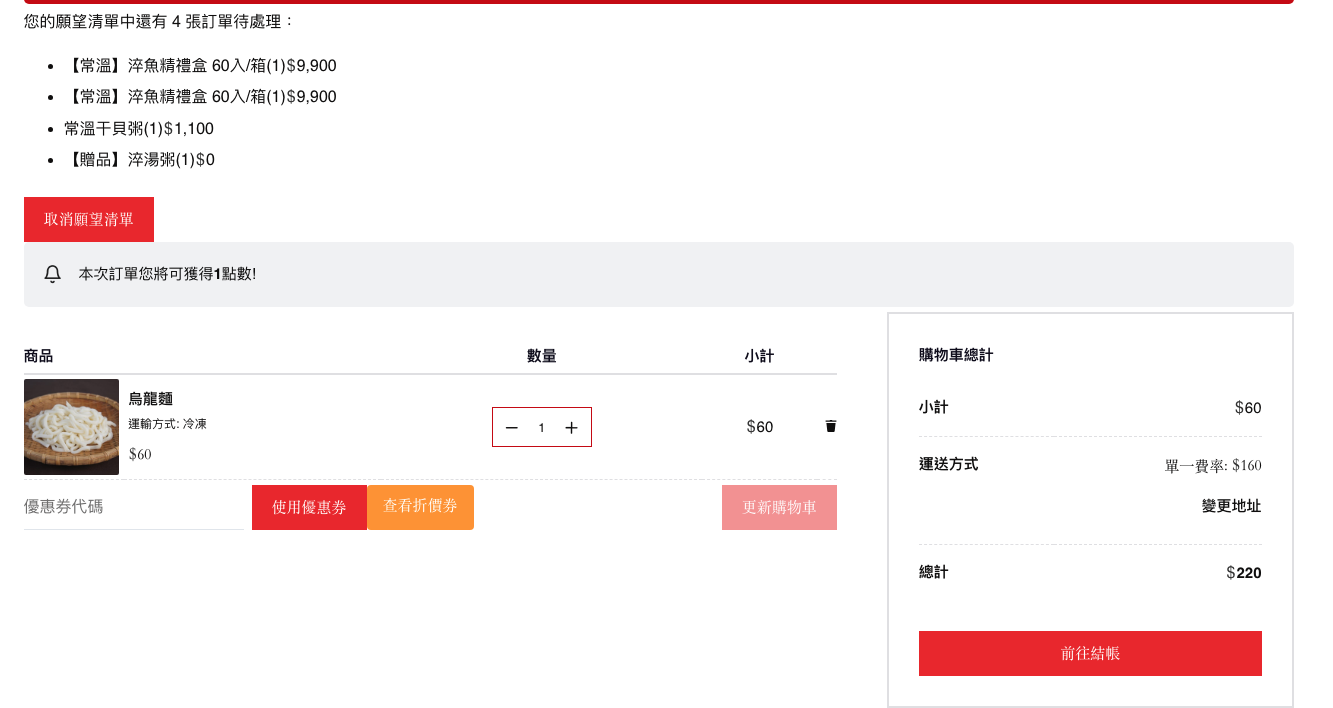 您的願望清單中還有 4 張訂單待處理：
【常溫】淬魚精禮盒 60入/箱(1)$9,900
【常溫】淬魚精禮盒 60入/箱(1)$9,900
常溫干貝粥(1)$1,100
【贈品】淬湯粥(1)$0
取消願望清單
本次訂單您將可獲得1點數!
商品 數量 小計
烏龍麵
運輸方式: 冷凍
$60
1
$60
優惠券代碼
使用優惠券
查看折價券
更新購物車
購物車總計
小計 $60
運送方式 單一費率: $160
變更地址
總計 $220
前往結帳